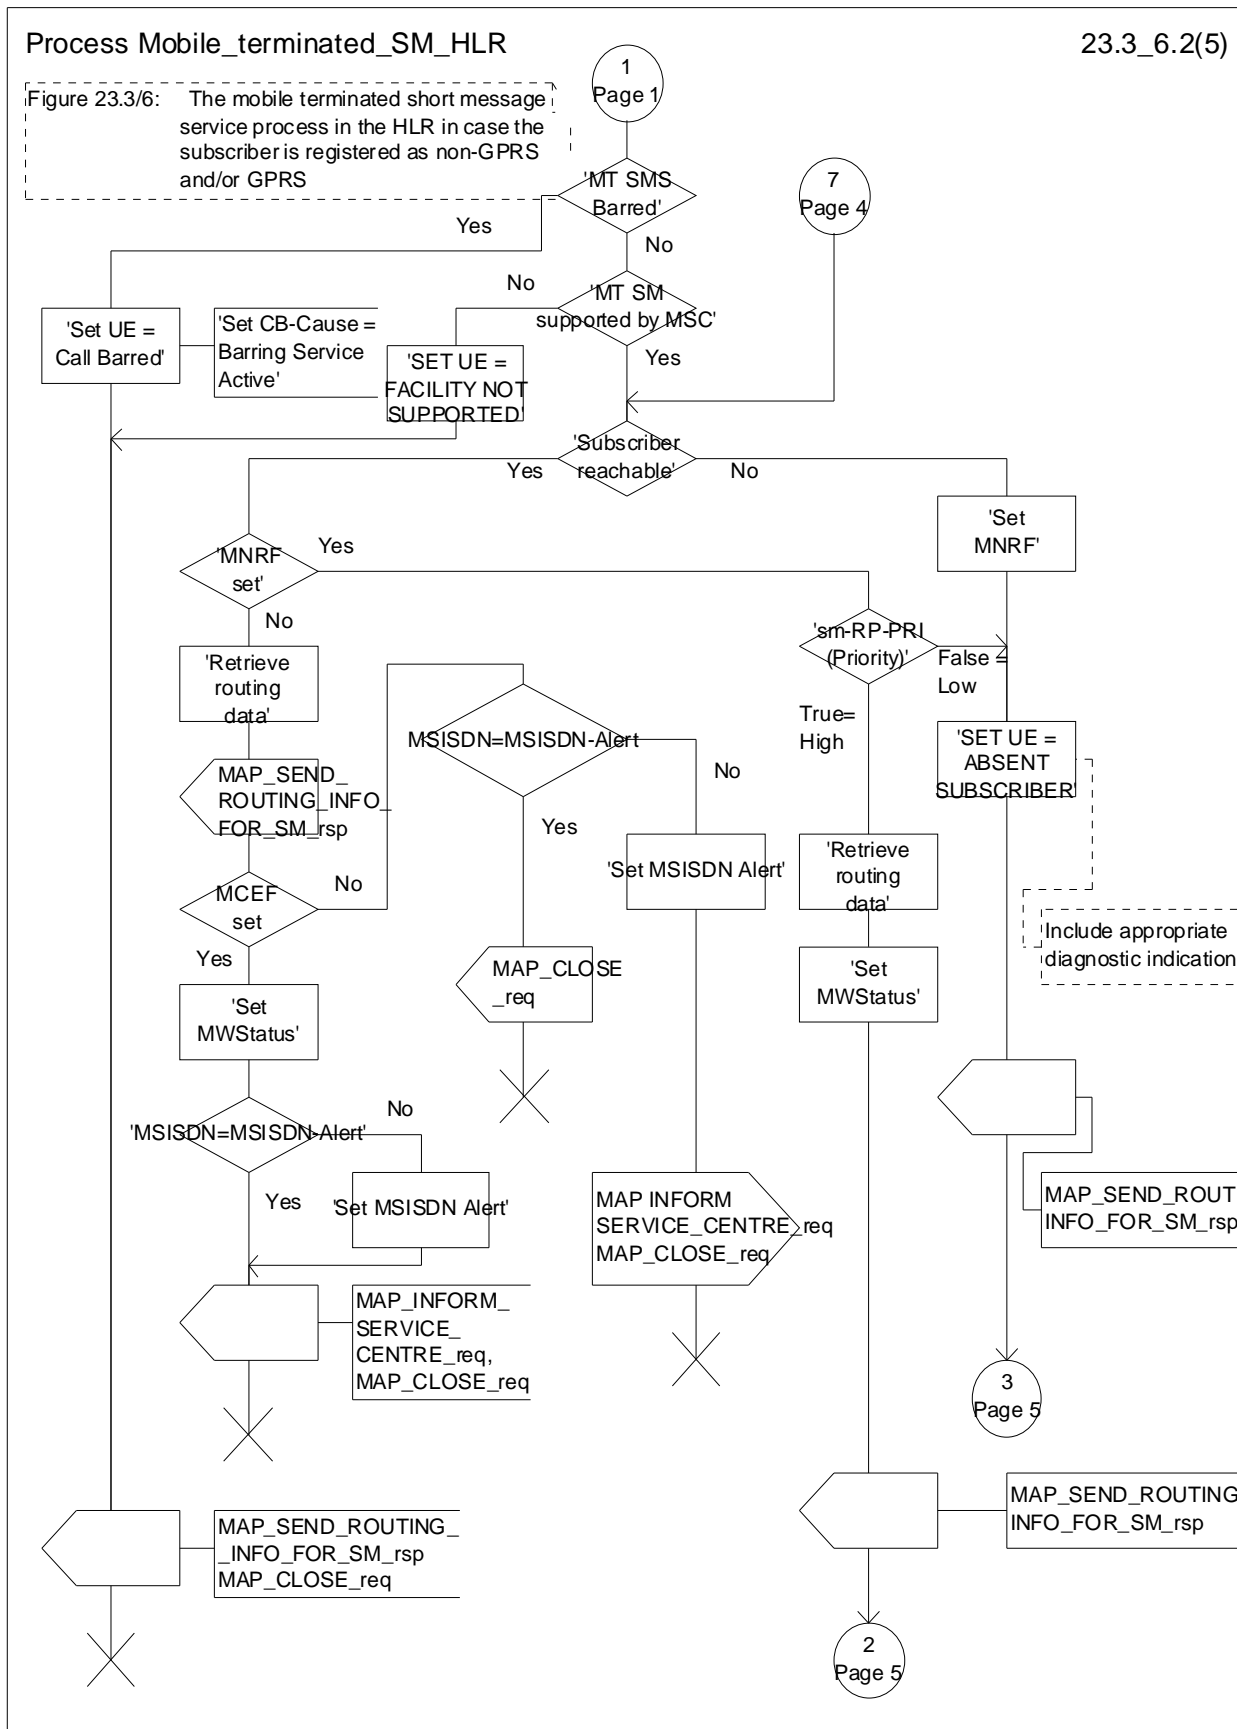 Process Mobile_terminated_SM_HLR
23.3_6.2(5)
Figure 23.3/6: The mobile terminated short message
service process in the HLR in case the
subscriber is registered as non-GPRS
and/or GPRS
1
Page 1
'MT SMS
Barred'
7
Page 4
Yes
No
No
'MT SM
supported by MSC'
'Set UE =
Call Barred'
'Set CB-Cause =
Barring Service
Active'
'SET UE =
FACILITY NOT
SUPPORTED'
Yes
'Subscriber
reachable'
Yes
No
'Set
MNRF'
'MNRF
set'
Yes
No
'sm-RP-PRI
(Priority)'
False =
Low
True=
High
'Retrieve
routing
data'
MSISDN=MSISDN-Alert
No
Yes
'SET UE =
ABSENT
SUBSCRIBER'
MAP_SEND_
ROUTING_INFO_
FOR_SM_rsp
'Set MSISDN Alert'
'Retrieve
routing
data'
MCEF
set
No
Yes
Include appropriate
diagnostic indication
MAP_CLOSE
_req
'Set
MWStatus'
'Set
MWStatus'
'MSISDN=MSISDN-Alert'
No
Yes
'Set MSISDN Alert'
MAP INFORM
SERVICE_CENTRE_req
MAP_CLOSE_req
MAP_SEND_ROUTI
INFO_FOR_SM_rsp
MAP_INFORM_
SERVICE_
CENTRE_req,
MAP_CLOSE_req
3
Page 5
MAP_SEND_ROUTING_
_INFO_FOR_SM_rsp
MAP_CLOSE_req
MAP_SEND_ROUTING
INFO_FOR_SM_rsp
2
Page 5